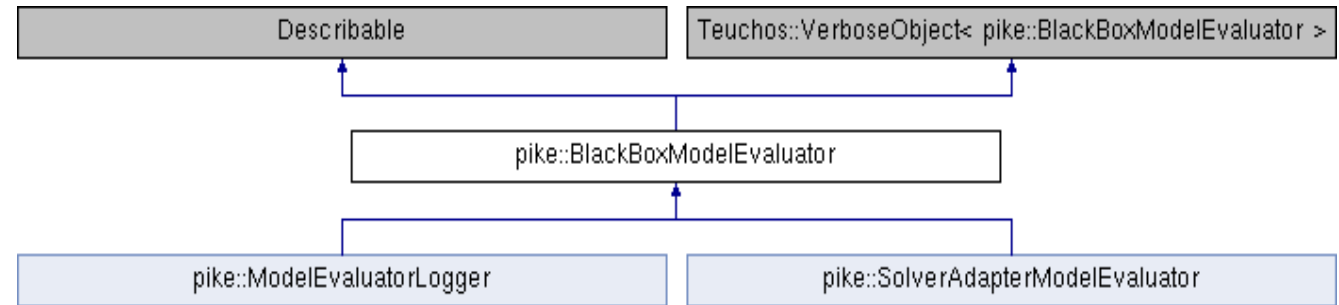 Describable
Teuchos::VerboseObject< pike::BlackBoxModelEvaluator >
pike::BlackBoxModelEvaluator
pike::ModelEvaluatorLogger
pike::SolverAdapterModelEvaluator